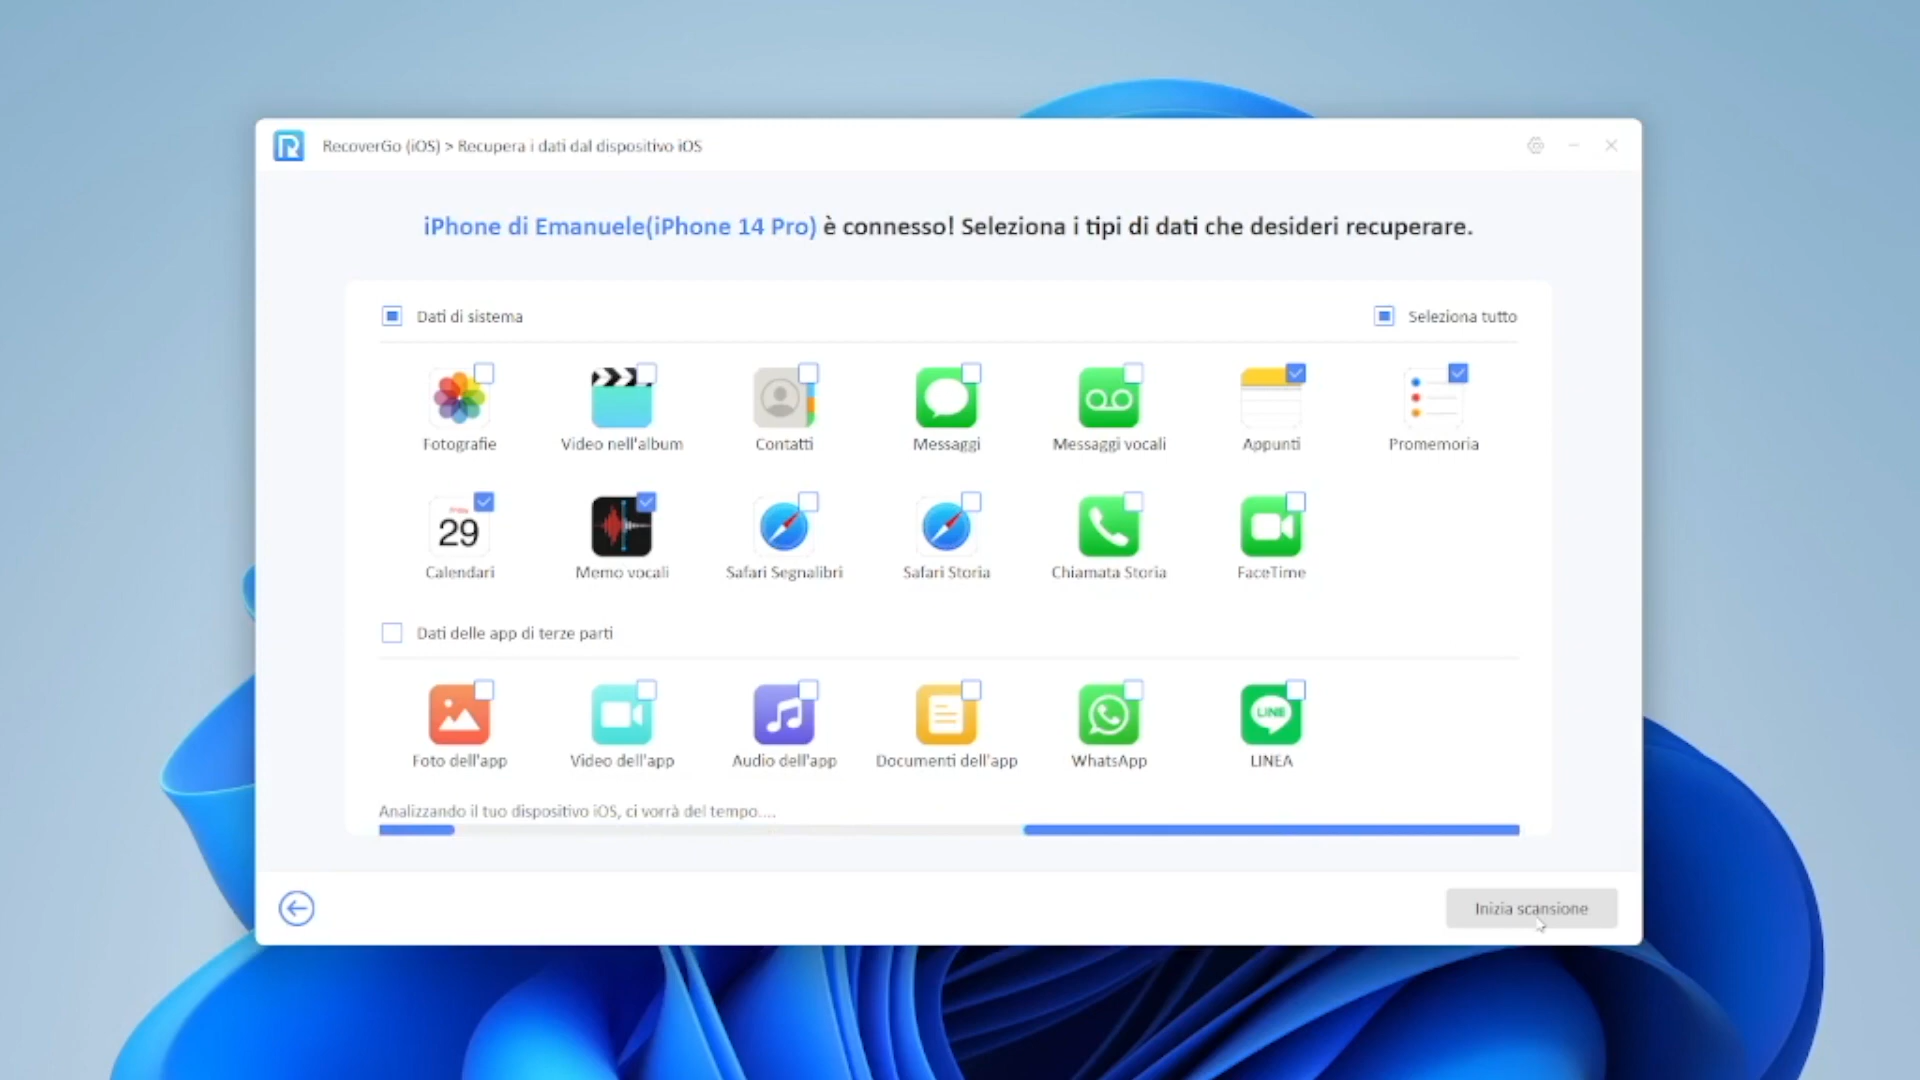 RecoverGo (iOS) > Recupera i dati dal dispositivo iOS
iPhone di Emanuele(iPhone 14 Pro) è connesso! Seleziona i tipi di dati che desideri recuperare.
Dati di sistema
Seleziona tutto
Fotografie
Video nell'album
Contatti
Messaggi
Messaggi vocali
Appunti
Promemoria
29
Calendari
Memo vocali
Safari Segnalibri
Safari Storia
Chiamata Storia
FaceTime
Dati delle app di terze parti
LINE
Foto dell'app
Video dell'app
Audio dell'app
Documenti dell'app
WhatsApp
LINEA
Analizzando il tuo dispositivo iOS, ci vorrà del tempo....
Inizia scansione